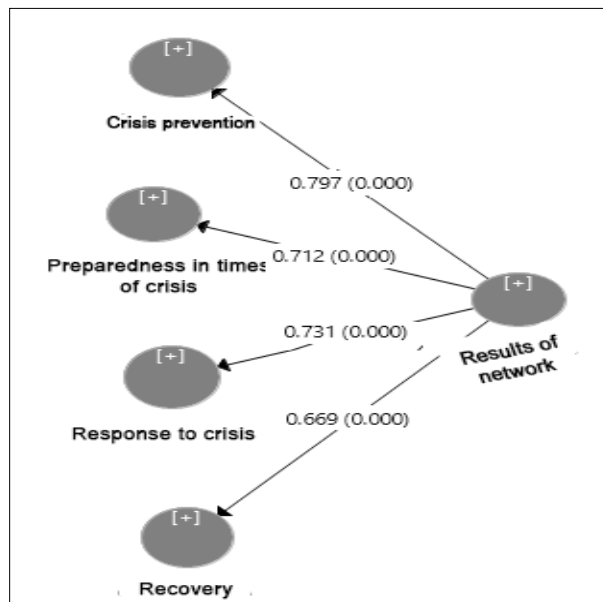 [+]
Crisis prevention
0.797 (0.000)
[+]
Preparedness in times
of crisis
0.712 (0.000)
[+]
Results of
network
0.731 (0.000)
[+]
Response to crisis
0.669 (0.000)
[+]
Recovery